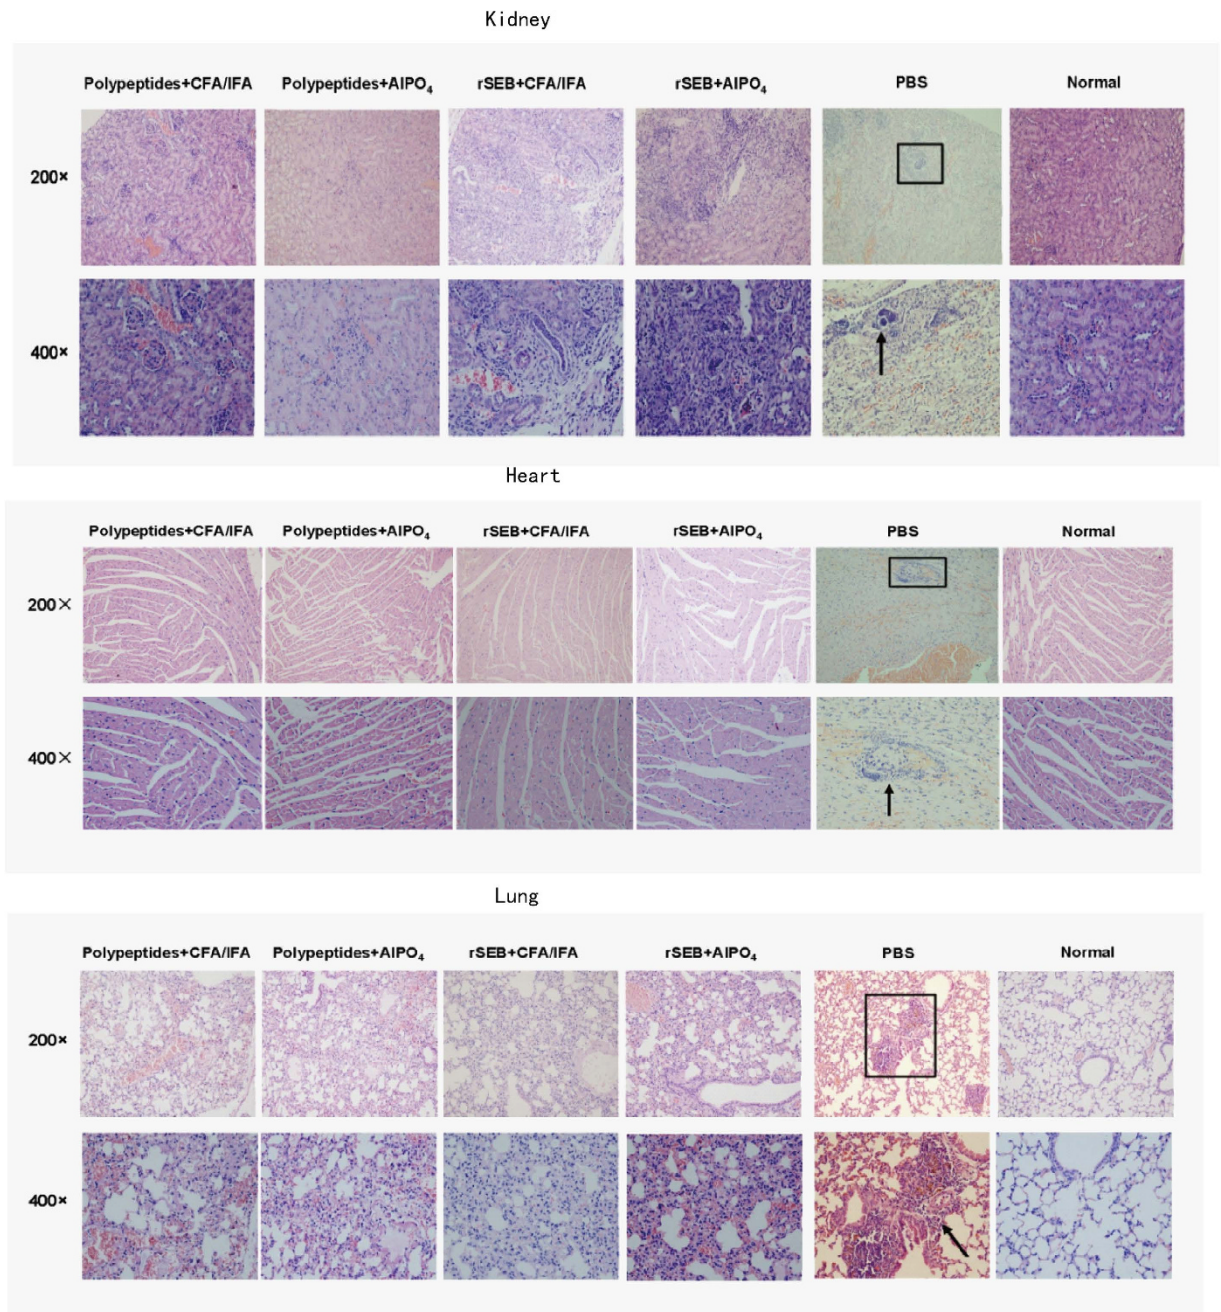 Kidney
Polypeptides+CFA/IFA Polypeptides+AlPO₄ rSEB+CFA/IFA rSEB+AlPO₄ PBS Normal
200×
400×
Heart
Polypeptides+CFA/IFA Polypeptides+AlPO₄ rSEB+CFA/IFA rSEB+AlPO₄ PBS Normal
200×
400×
Lung
Polypeptides+CFA/IFA Polypeptides+AlPO₄ rSEB+CFA/IFA rSEB+AlPO₄ PBS Normal
200×
400×